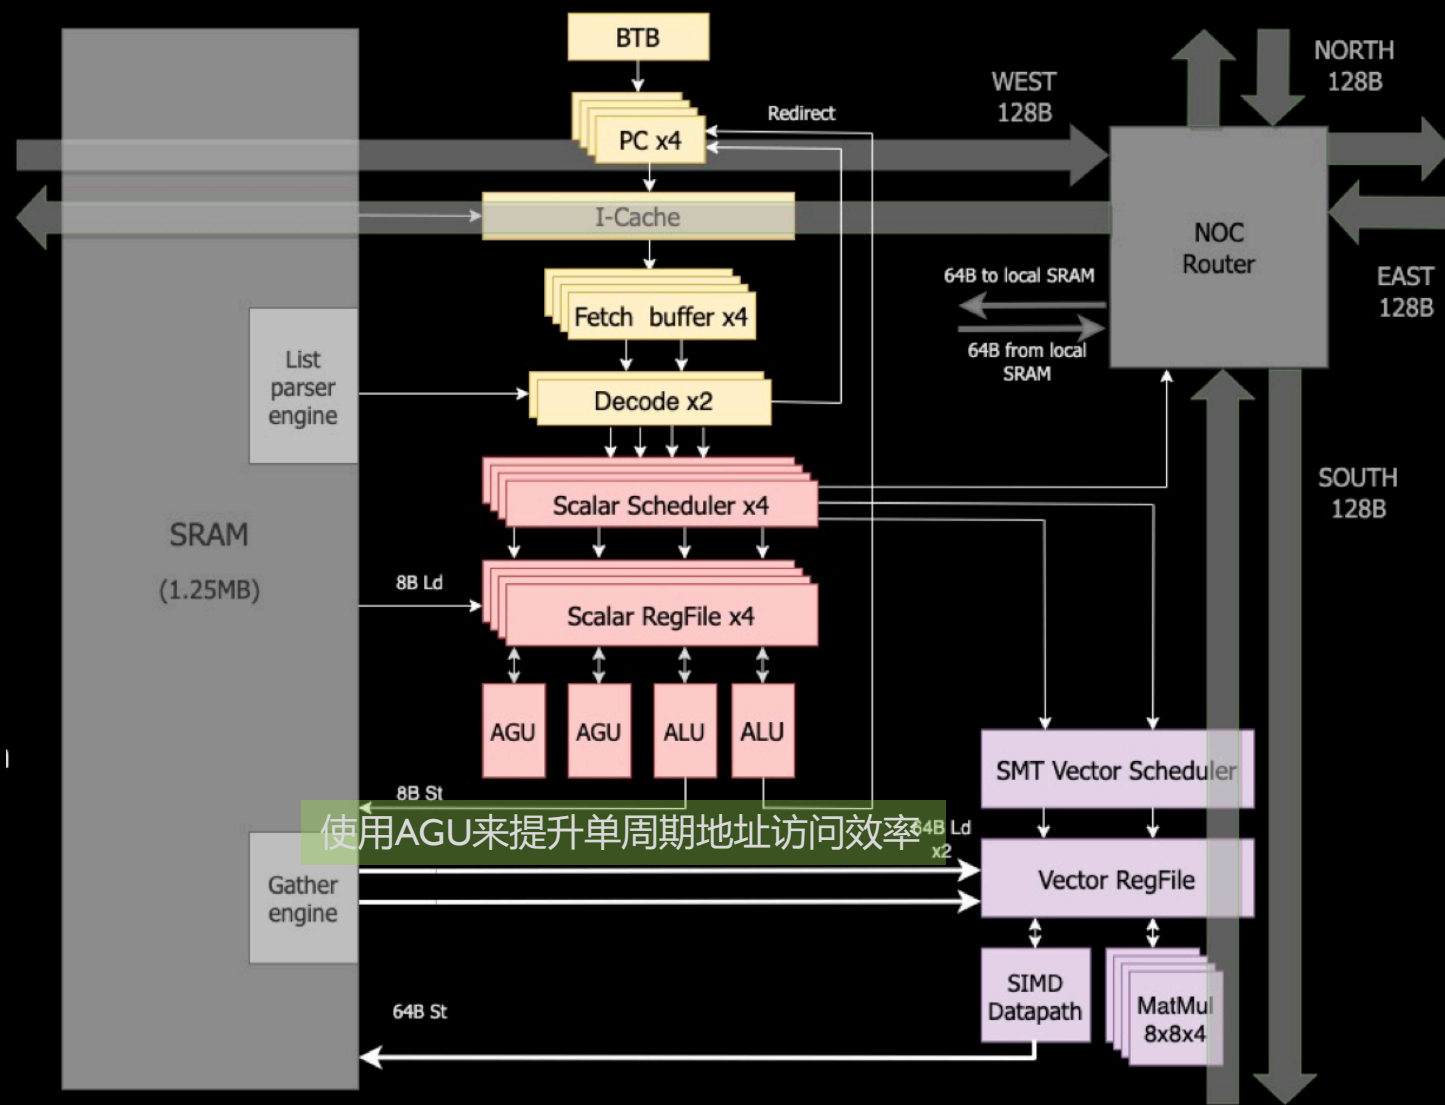 BTB
NORTH
128B
WEST
128B
Redirect
PC x4
I-Cache
NOC
Router
64B to local SRAM
EAST
128B
Fetch buffer x4
64B from local
SRAM
List
parser
engine
Decode x2
SOUTH
128B
Scalar Scheduler x4
SRAM
(1.25MB)
8B Ld
Scalar RegFile x4
AGU
AGU
ALU
ALU
SMT Vector Scheduler
8B St
使用AGU来提升单周期地址访问效率
64B Ld
x2
Gather
engine
Vector RegFile
SIMD
Datapath
MatMul
8x8x4
64B St